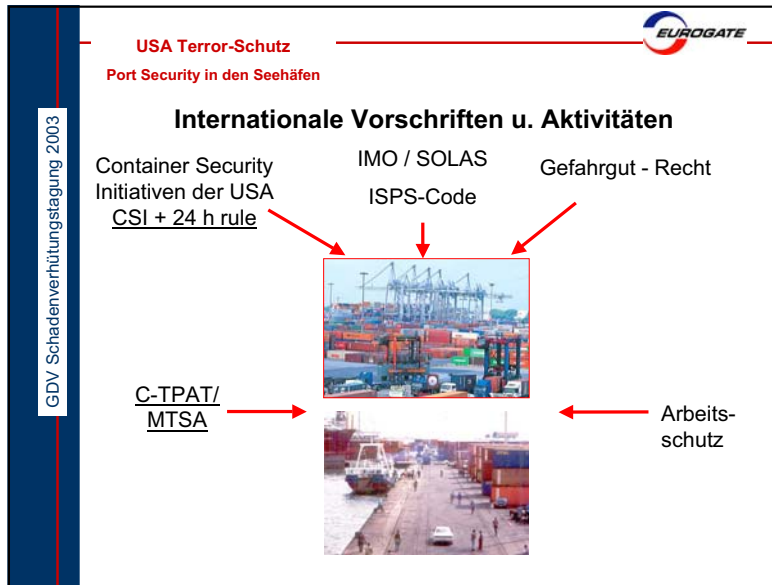 USA Terror-Schutz
Port Security in den Seehäfen
EUROGATE
GDV Schadenverhütungstagung 2003
Internationale Vorschriften u. Aktivitäten
Container Security
Initiativen der USA
CSI + 24 h rule
IMO / SOLAS
ISPS-Code
Gefahrgut - Recht
C-TPAT/
MTSA
Arbeits-
schutz